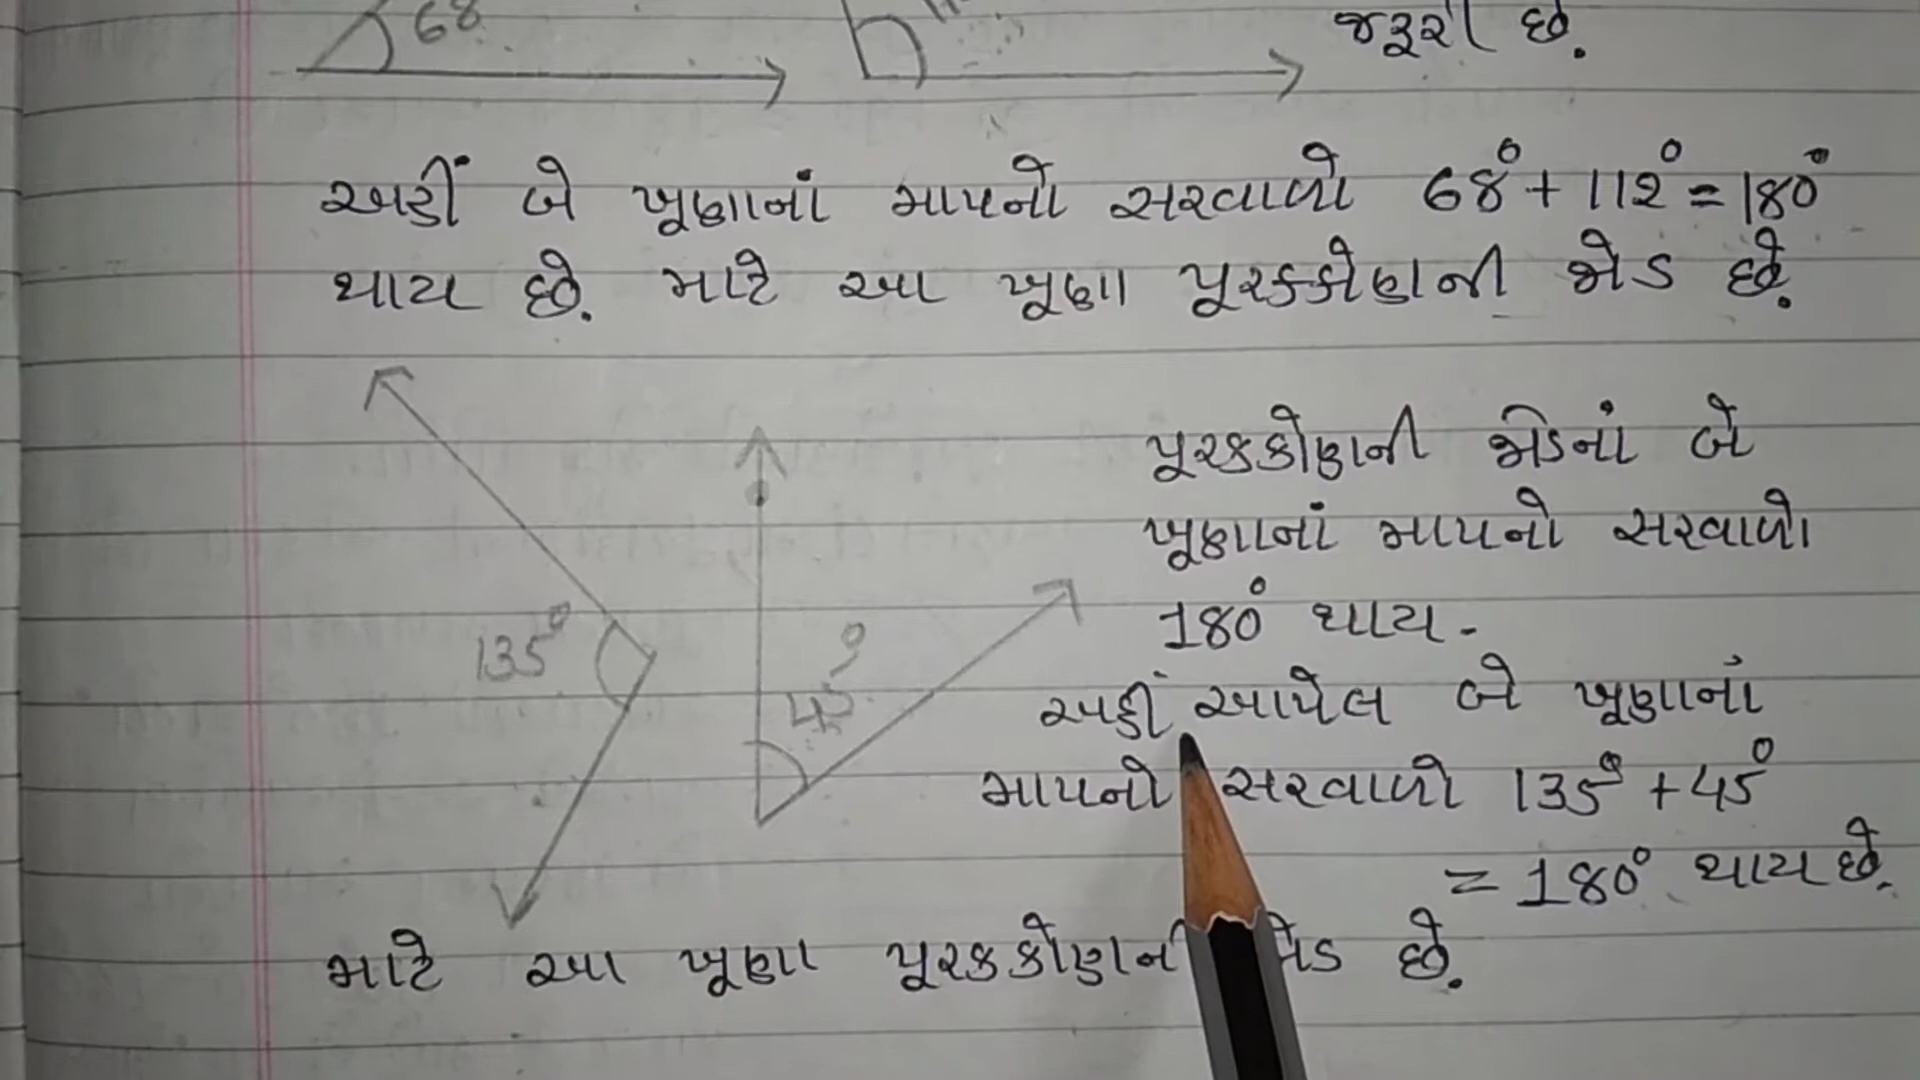 68
જરૂરી છે.
અહીં બે ખૂણાનાં માપનો સરવાળો 68° + 112° = 180°
થાય છે. માટે આ ખૂણા પૂરકકોણની જોડ છે.
પૂરકકોણની જોડનાં બે
ખૂણાનાં માપનો સરવાળો
180° થાય.
135°
45°
અહીં આપેલ બે ખૂણાનાં
માપનો સરવાળો 135° + 45°
= 180° થાય છે.
માટે આ ખૂણા પૂરકકોણની છે.